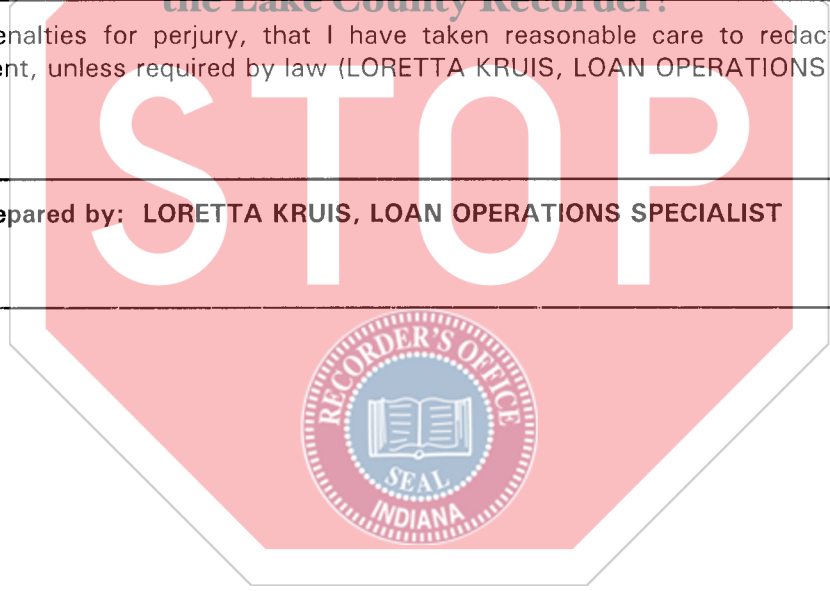 the Lake County Recorder!
enalties for perjury, that I have taken reasonable care to redac
ent, unless required by law (LORETTA KRUIS, LOAN OPERATIONS
STOP
epared by: LORETTA KRUIS, LOAN OPERATIONS SPECIALIST
RECORDER'S OFFICE
SEAL
INDIANA